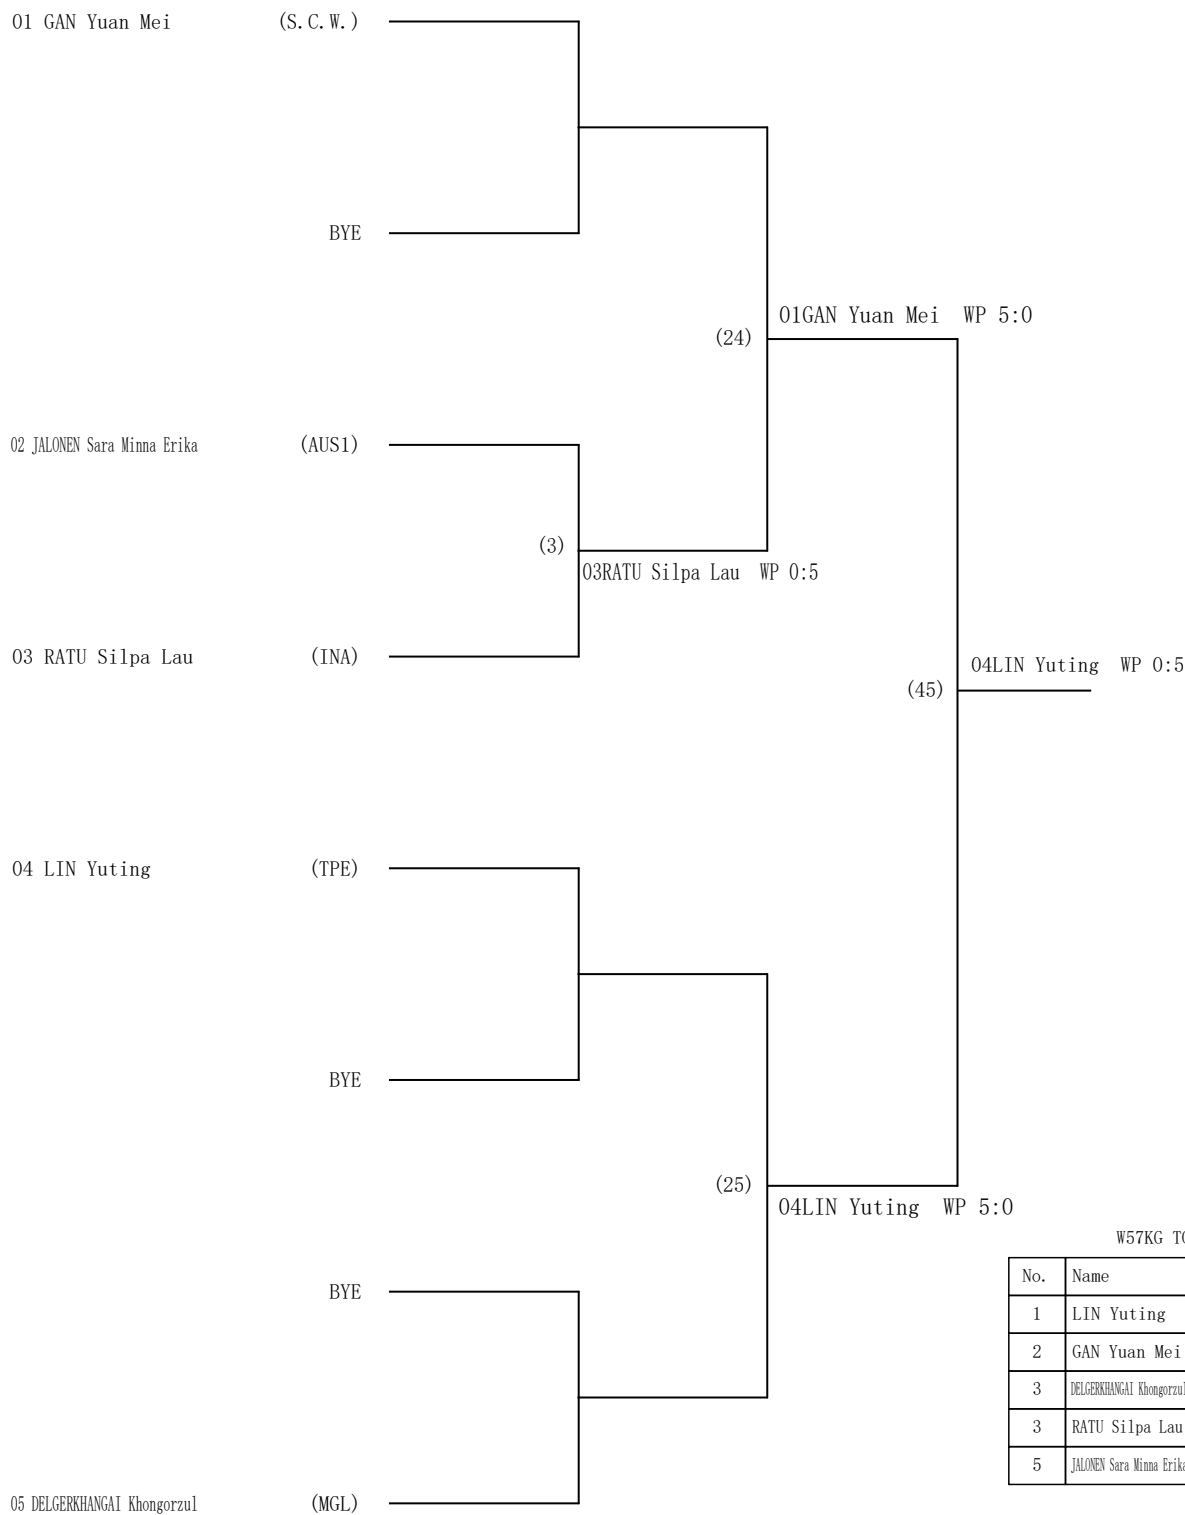 01 GAN Yuan Mei (S.C.W.)
BYE
01GAN Yuan Mei WP 5:0
(24)
02 JALONEN Sara Minna Erika (AUS1)
(3)
03RATU Silpa Lau WP 0:5
03 RATU Silpa Lau (INA)
04LIN Yuting WP 0:5
(45)
04 LIN Yuting (TPE)
BYE
(25)
04LIN Yuting WP 5:0
W57KG
BYE
No. Name
1 LIN Yuting
2 GAN Yuan Mei
3 DELGERKHANGAI Khongorzul
3 RATU Silpa Lau
5 JALONEN Sara Minna Erika
05 DELGERKHANGAI Khongorzul (MGL)